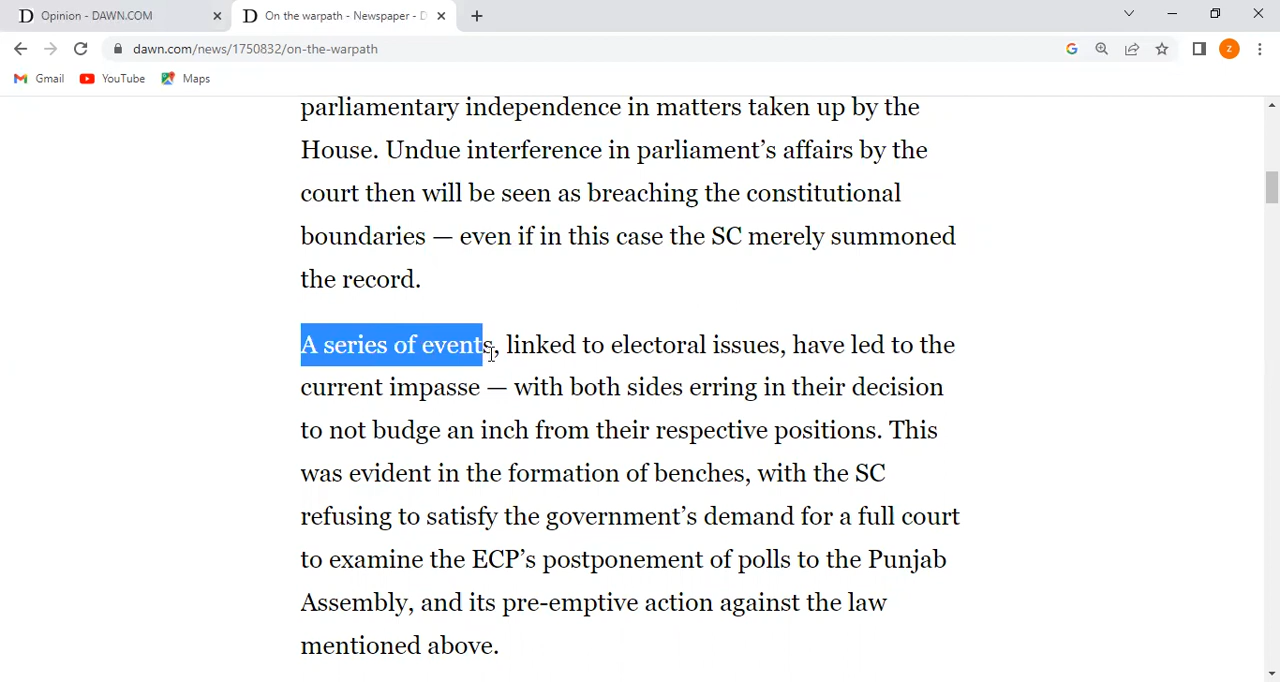 Opinion - DAWN.COM
On the warpath - Newspaper - D
dawn.com/news/1750832/on-the-warpath
Z
Gmail
YouTube
Maps
parliamentary independence in matters taken up by the
House. Undue interference in parliament’s affairs by the
court then will be seen as breaching the constitutional
boundaries — even if in this case the SC merely summoned
the record.
A series of events, linked to electoral issues, have led to the
current impasse — with both sides erring in their decision
to not budge an inch from their respective positions. This
was evident in the formation of benches, with the SC
refusing to satisfy the government’s demand for a full court
to examine the ECP’s postponement of polls to the Punjab
Assembly, and its pre-emptive action against the law
mentioned above.